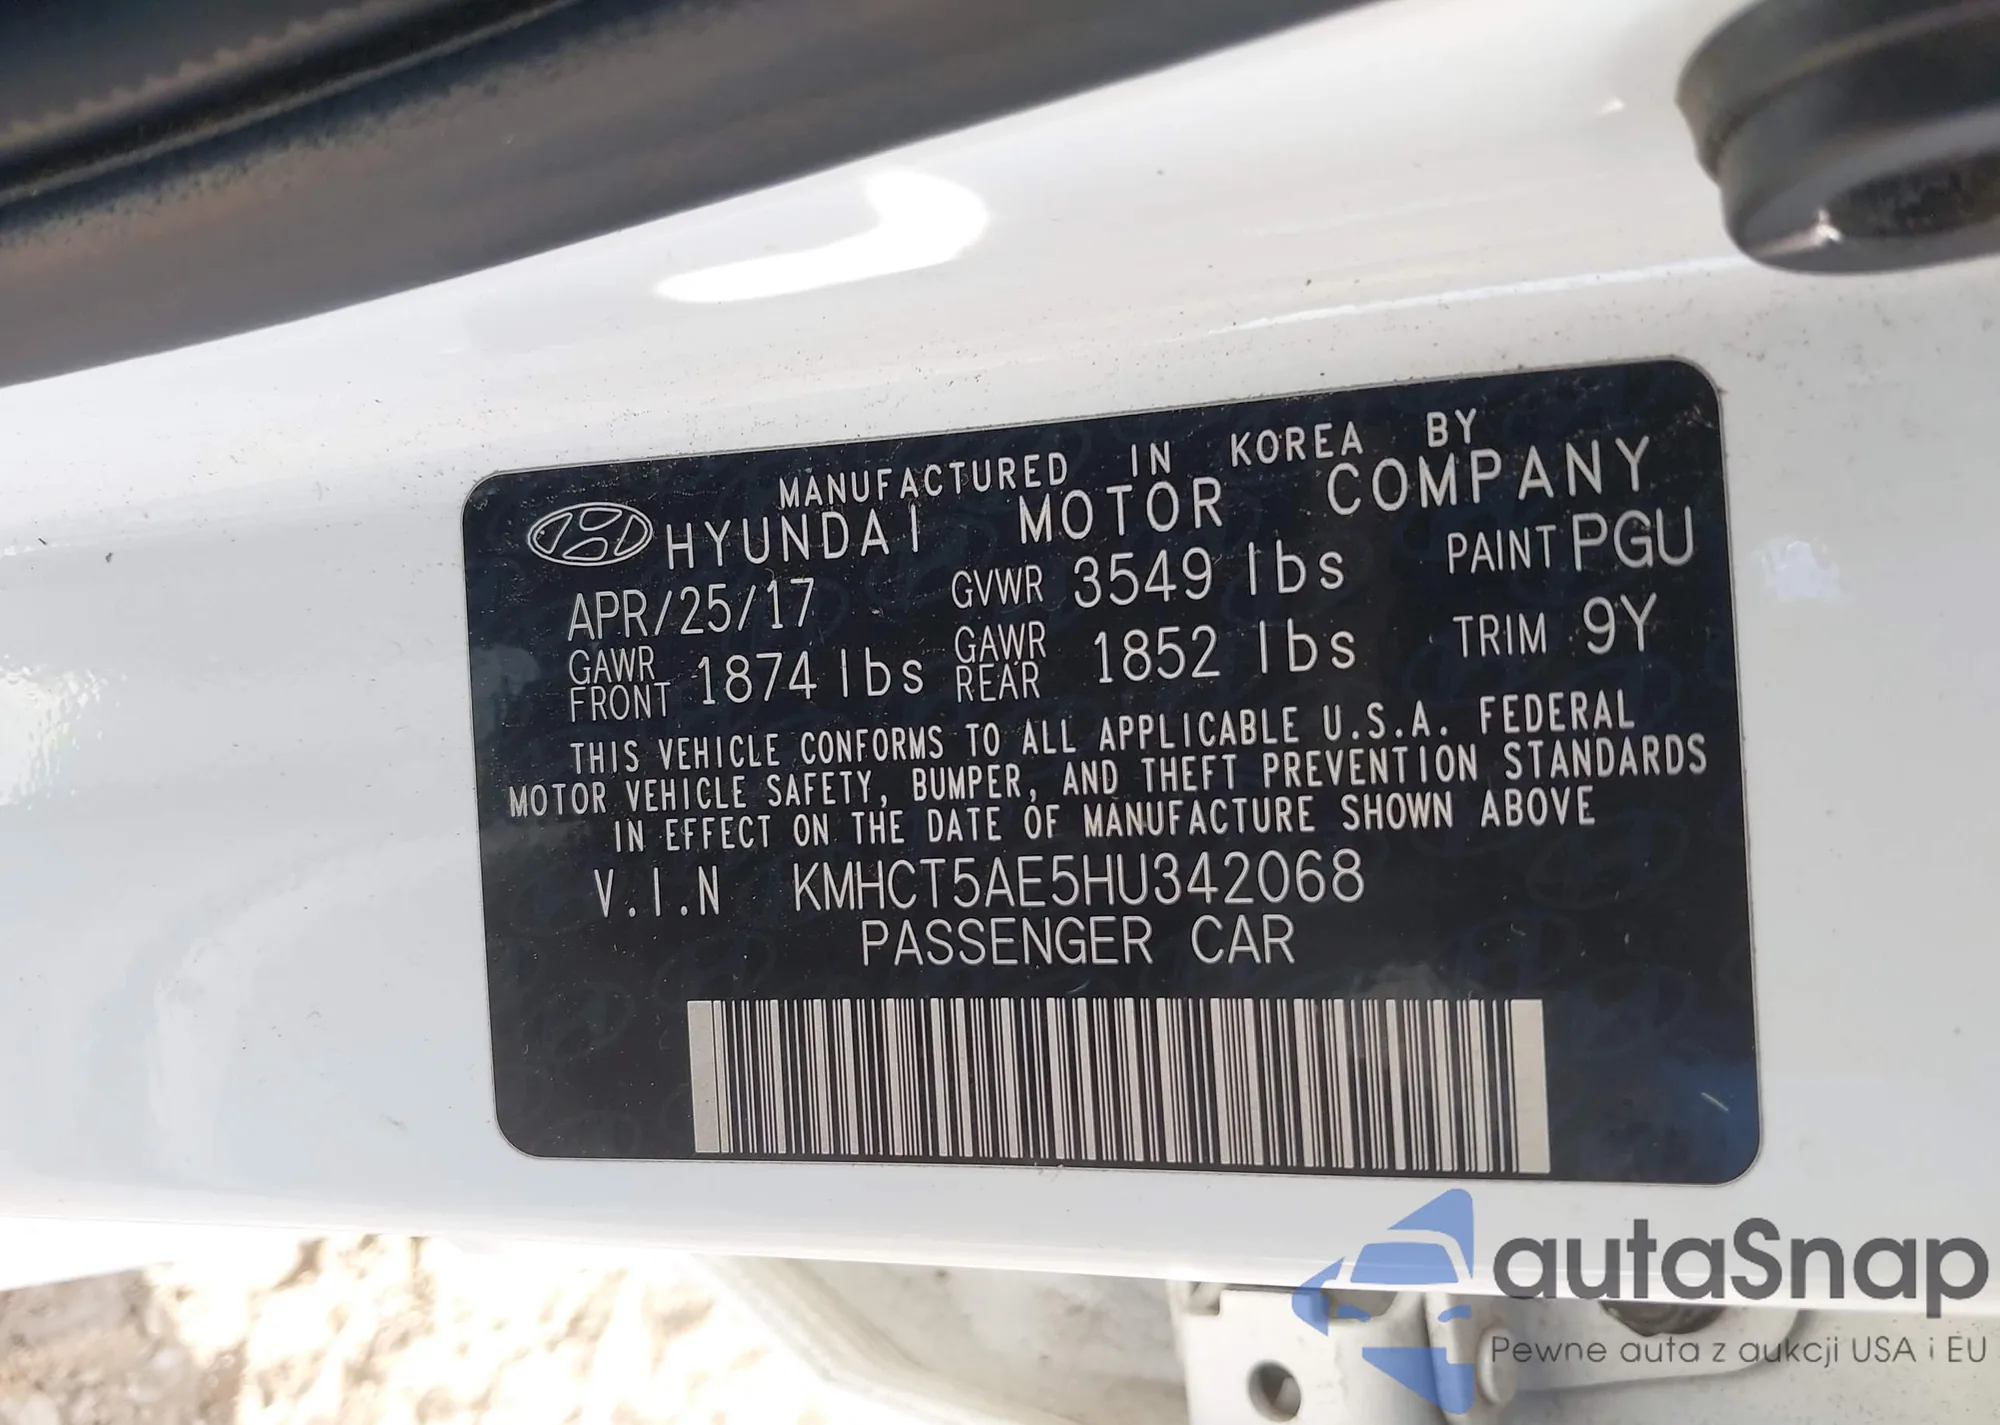 MANUFACTURED IN KOREA BY
HYUNDAI MOTOR COMPANY
APR/25/17 GVWR 3549 lbs PAINT PGU
GAWR FRONT 1874 lbs GAWR REAR 1852 lbs TRIM 9Y
THIS VEHICLE CONFORMS TO ALL APPLICABLE U.S.A. FEDERAL
MOTOR VEHICLE SAFETY, BUMPER, AND THEFT PREVENTION STANDARDS
IN EFFECT ON THE DATE OF MANUFACTURE SHOWN ABOVE
V.I.N KMHCT5AE5HU342068
PASSENGER CAR
autaSnap
Pewne auta z aukcji USA i EU